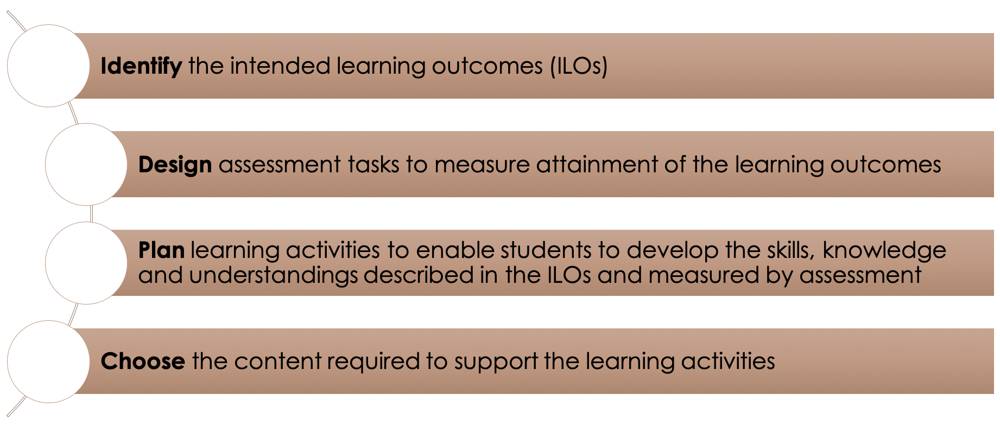 Identify the intended learning outcomes (ILOs)
Design assessment tasks to measure attainment of the learning outcomes
Plan learning activities to enable students to develop the skills, knowledge
and understandings described in the ILOs and measured by assessment
Choose the content required to support the learning activities